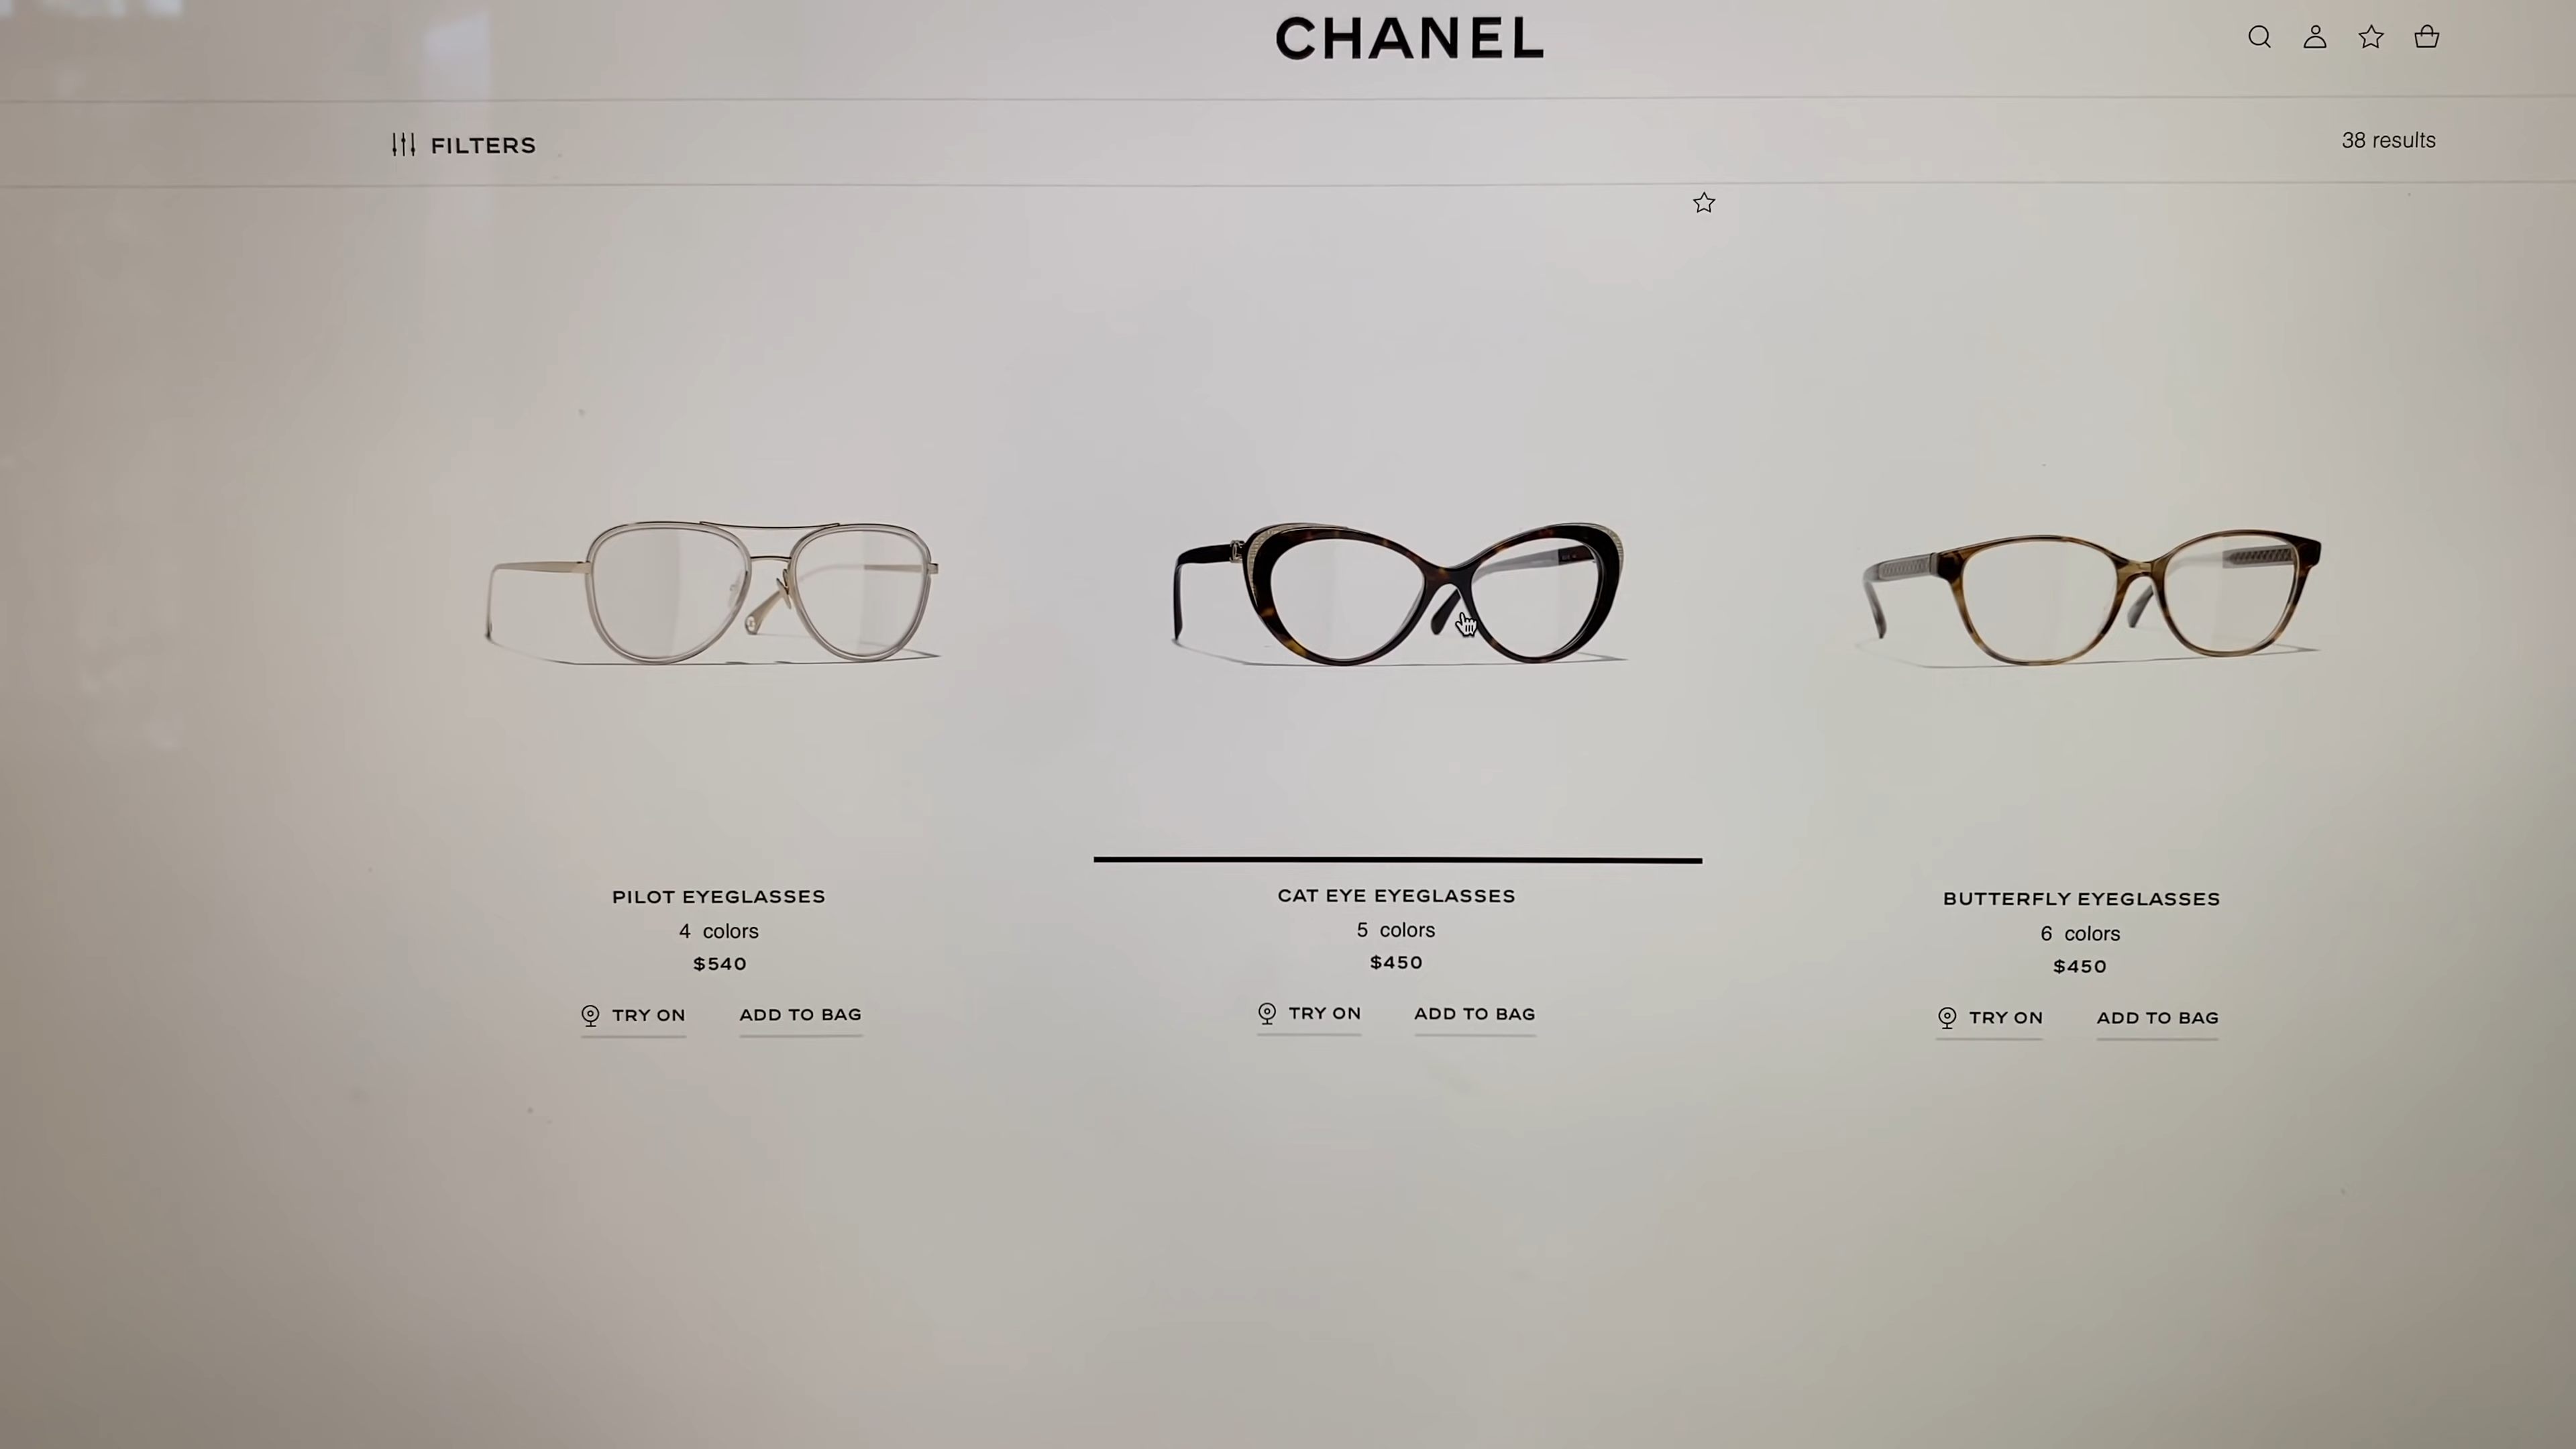 CHANEL
FILTERS
38 results
PILOT EYEGLASSES
4 colors
$540
TRY ON ADD TO BAG
CAT EYE EYEGLASSES
5 colors
$450
TRY ON ADD TO BAG
BUTTERFLY EYEGLASSES
6 colors
$450
TRY ON ADD TO BAG